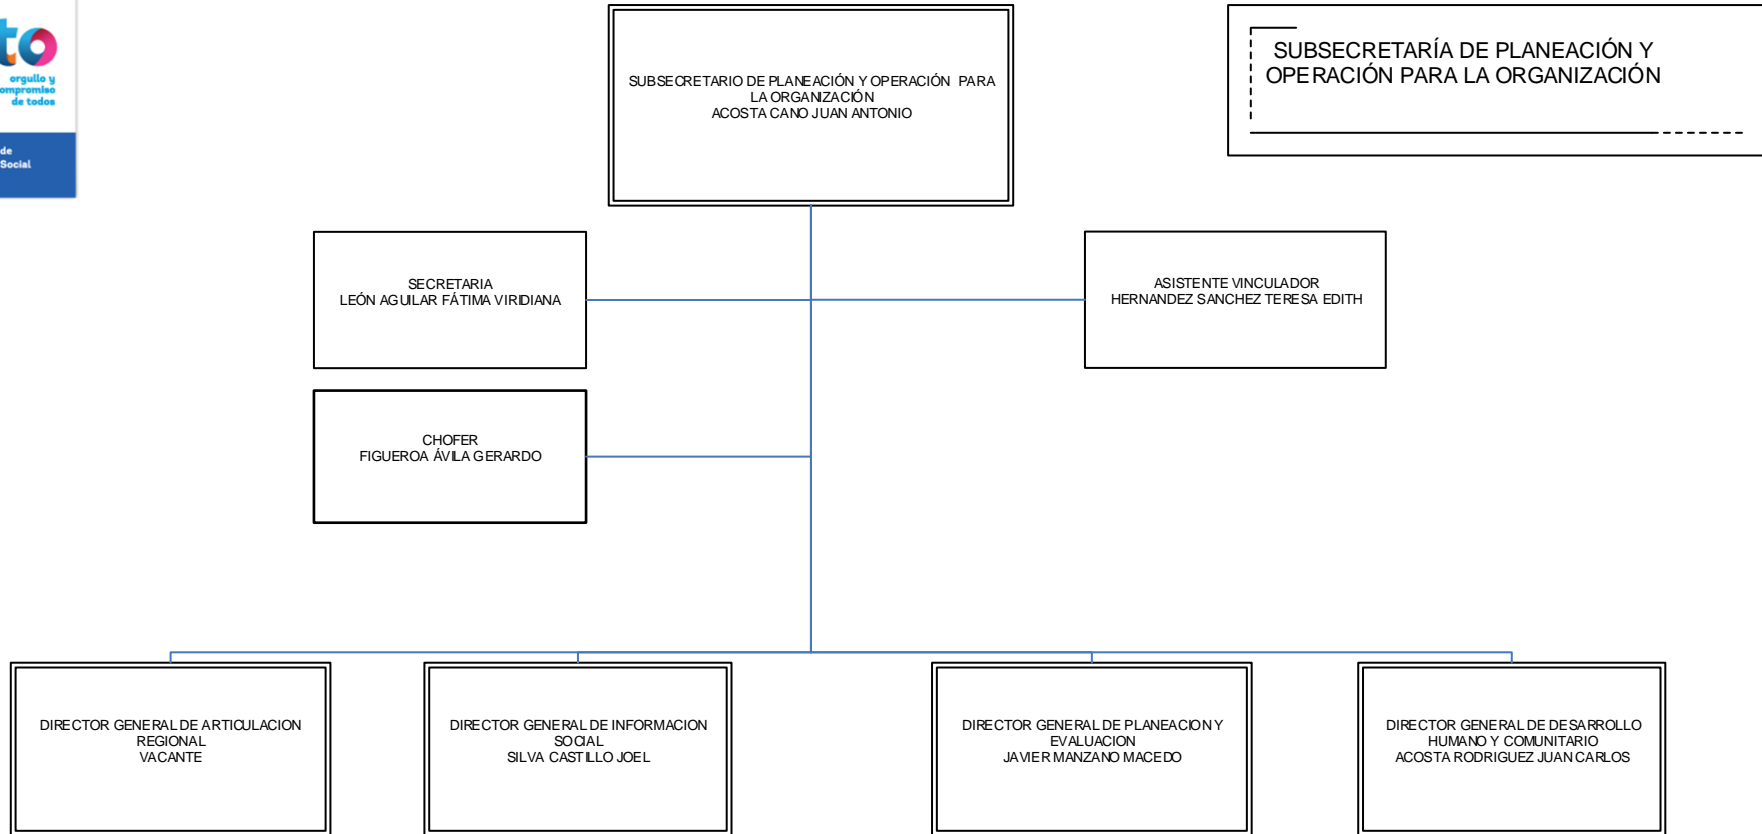 to
orgullo y
ompromiso
de todos
de
Social
SUBSECRETARIO DE PLANEACIÓN Y OPERACIÓN PARA
LA ORGANIZACIÓN
ACOSTA CANO JUAN ANTONIO
SUBSECRETARÍA DE PLANEACIÓN Y
OPERACIÓN PARA LA ORGANIZACIÓN
SECRETARIA
LEÓN AGUILAR FÁTIMA VIRIDIANA
ASISTENTE VINCULADOR
HERNANDEZ SANCHEZ TERESA EDITH
CHOFER
FIGUEROA ÁVILA GERARDO
DIRECTOR GENERAL DE ARTICULACION
REGIONAL
VACANTE
DIRECTOR GENERAL DE INFORMACION
SOCIAL
SILVA CASTILLO JOEL
DIRECTOR GENERAL DE PLANEACION Y
EVALUACION
JAVIER MANZANO MACEDO
DIRECTOR GENERAL DE DESARROLLO
HUMANO Y COMUNITARIO
ACOSTA RODRIGUEZ JUAN CARLOS